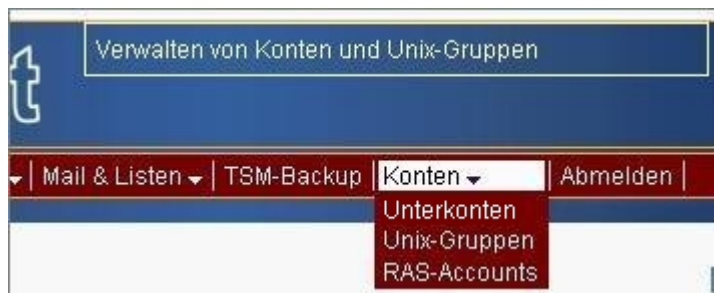 t
Verwalten von Konten und Unix-Gruppen
| Mail & Listen | TSM-Backup | Konten | Abmelden |
Unterkonten
Unix-Gruppen
RAS-Accounts